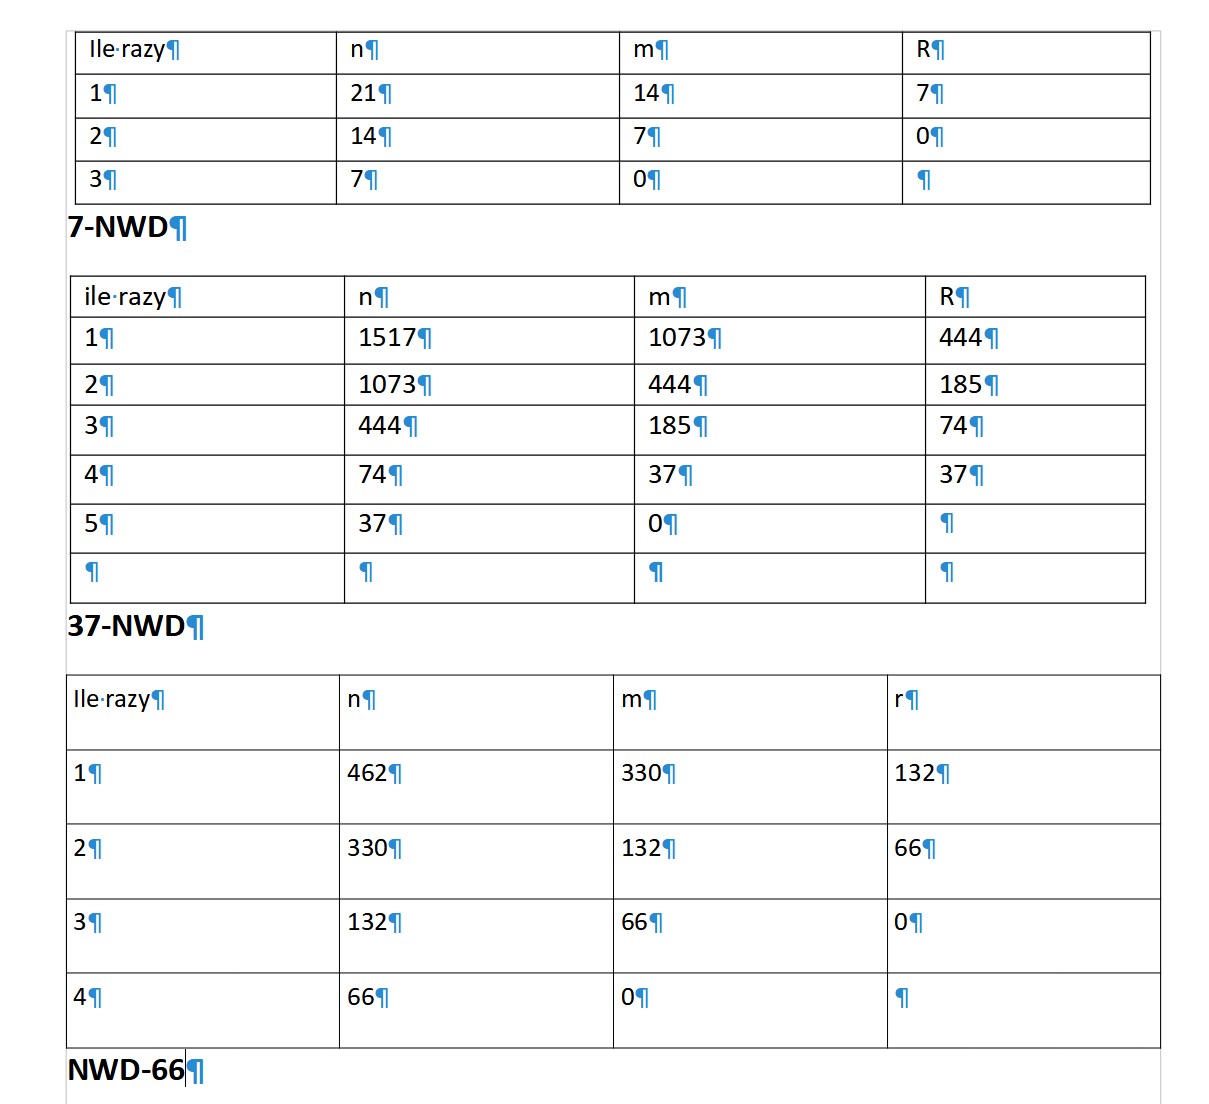 Ile·razy¶ n¶ m¶ R¶
1¶ 21¶ 14¶ 7¶
2¶ 14¶ 7¶ 0¶
3¶ 7¶ 0¶ ¶
7-NWD¶
ile·razy¶ n¶ m¶ R¶
1¶ 1517¶ 1073¶ 444¶
2¶ 1073¶ 444¶ 185¶
3¶ 444¶ 185¶ 74¶
4¶ 74¶ 37¶ 37¶
5¶ 37¶ 0¶ ¶
¶ ¶ ¶ ¶
37-NWD¶
Ile·razy¶ n¶ m¶ r¶
1¶ 462¶ 330¶ 132¶
2¶ 330¶ 132¶ 66¶
3¶ 132¶ 66¶ 0¶
4¶ 66¶ 0¶ ¶
NWD-66¶